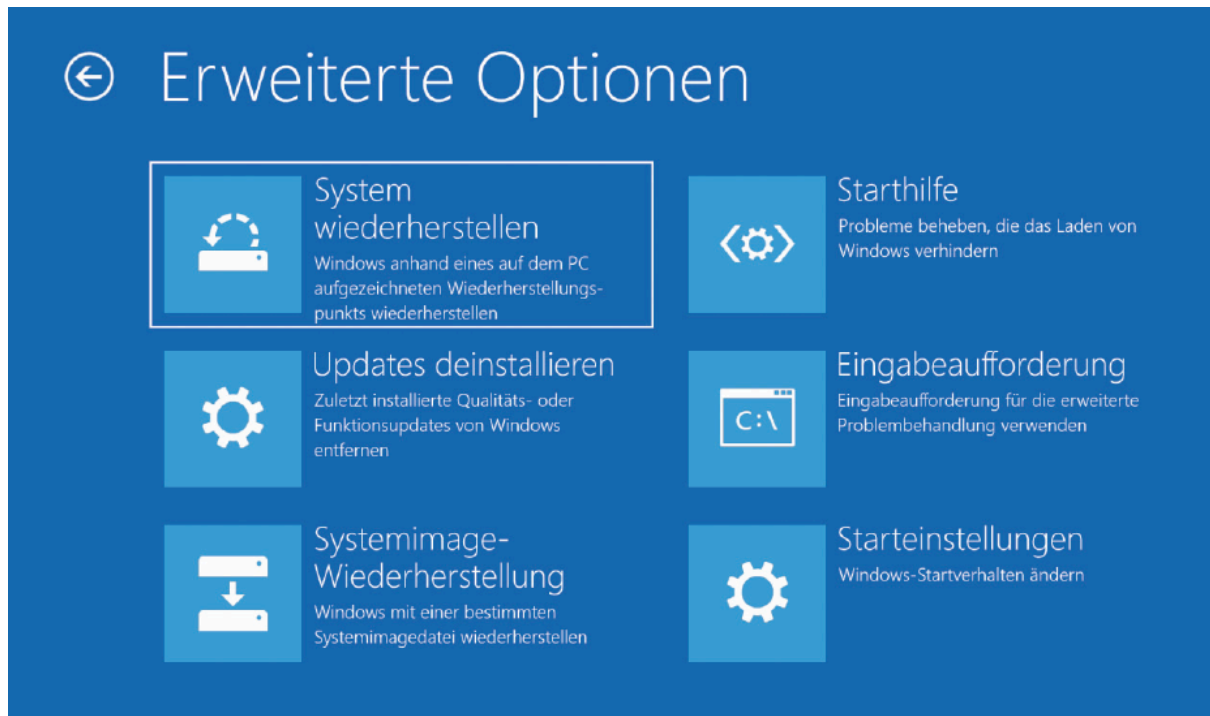 Erweiterte Optionen
System
wiederherstellen
Windows anhand eines auf dem PC
aufgezeichneten Wiederherstellungs-
punkts wiederherstellen
Starthilfe
Probleme beheben, die das Laden von
Windows verhindern
Updates deinstallieren
Zuletzt installierte Qualitäts- oder
Funktionsupdates von Windows
entfernen
C:\
Eingabeaufforderung
Eingabeaufforderung für die erweiterte
Problembehandlung verwenden
Systemimage-
Wiederherstellung
Windows mit einer bestimmten
Systemimagedatei wiederherstellen
Starteinstellungen
Windows-Startverhalten ändern